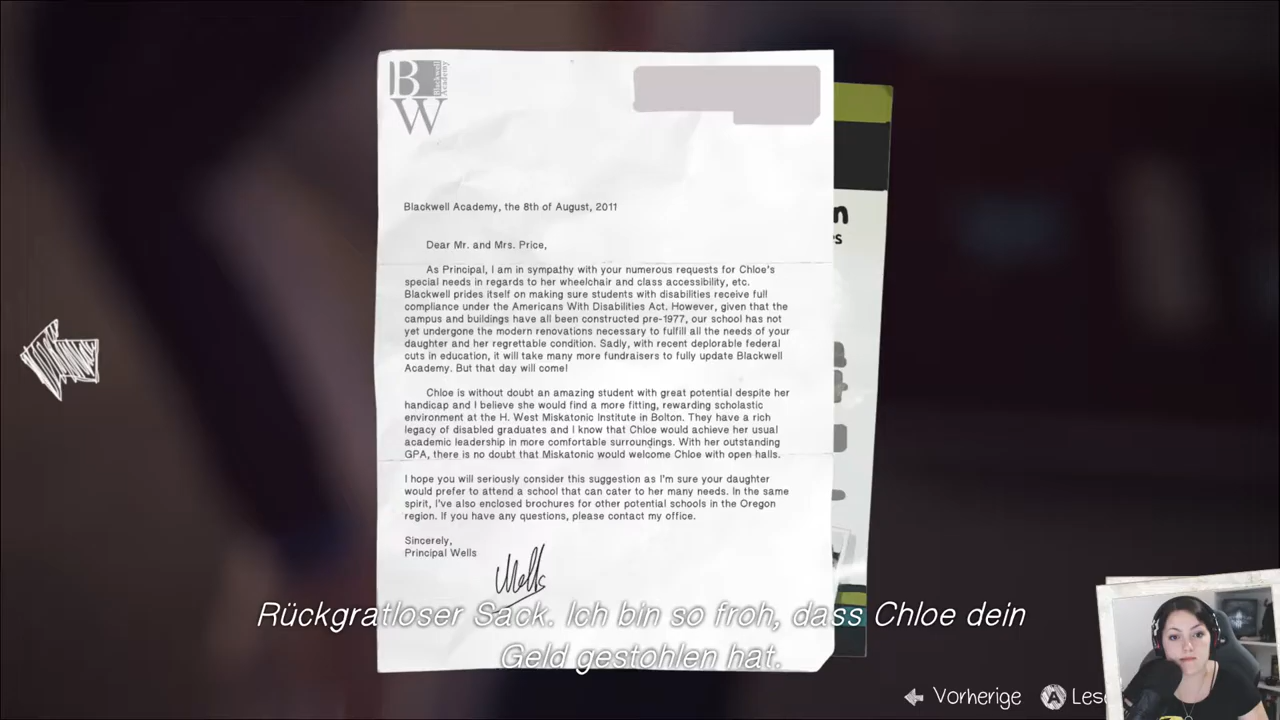 B
W
Blackwell
Academy
Blackwell Academy, the 8th of August, 2011
Dear Mr. and Mrs. Price,
As Principal, I am in sympathy with your numerous requests for Chloe's
special needs in regards to her wheelchair and class accessibility, etc.
Blackwell prides itself on making sure students with disabilities receive full
compliance under the Americans With Disabilities Act. However, given that the
campus and buildings have all been constructed pre-1977, our school has not
yet undergone the modern renovations necessary to fulfill all the needs of your
daughter and her regrettable condition. Sadly, with recent deplorable federal
cuts in education, it will take many more fundraisers to fully update Blackwell
Academy. But that day will come!
Chloe is without doubt an amazing student with great potential despite her
handicap and I believe she would find a more fitting, rewarding scholastic
environment at the H. West Miskatonic Institute in Bolton. They have a rich
legacy of disabled graduates and I know that Chloe would achieve her usual
academic leadership in more comfortable surroundings. With her outstanding
GPA, there is no doubt that Miskatonic would welcome Chloe with open halls.
I hope you will seriously consider this suggestion as I'm sure your daughter
would prefer to attend a school that can cater to her many needs. In the same
spirit, I've also enclosed brochures for other potential schools in the Oregon
region. If you have any questions, please contact my office.
Sincerely,
Principal Wells
Wells
Rückgratloser Sack. Ich bin so froh, dass Chloe dein
Geld gestohlen hat.
Vorherige A